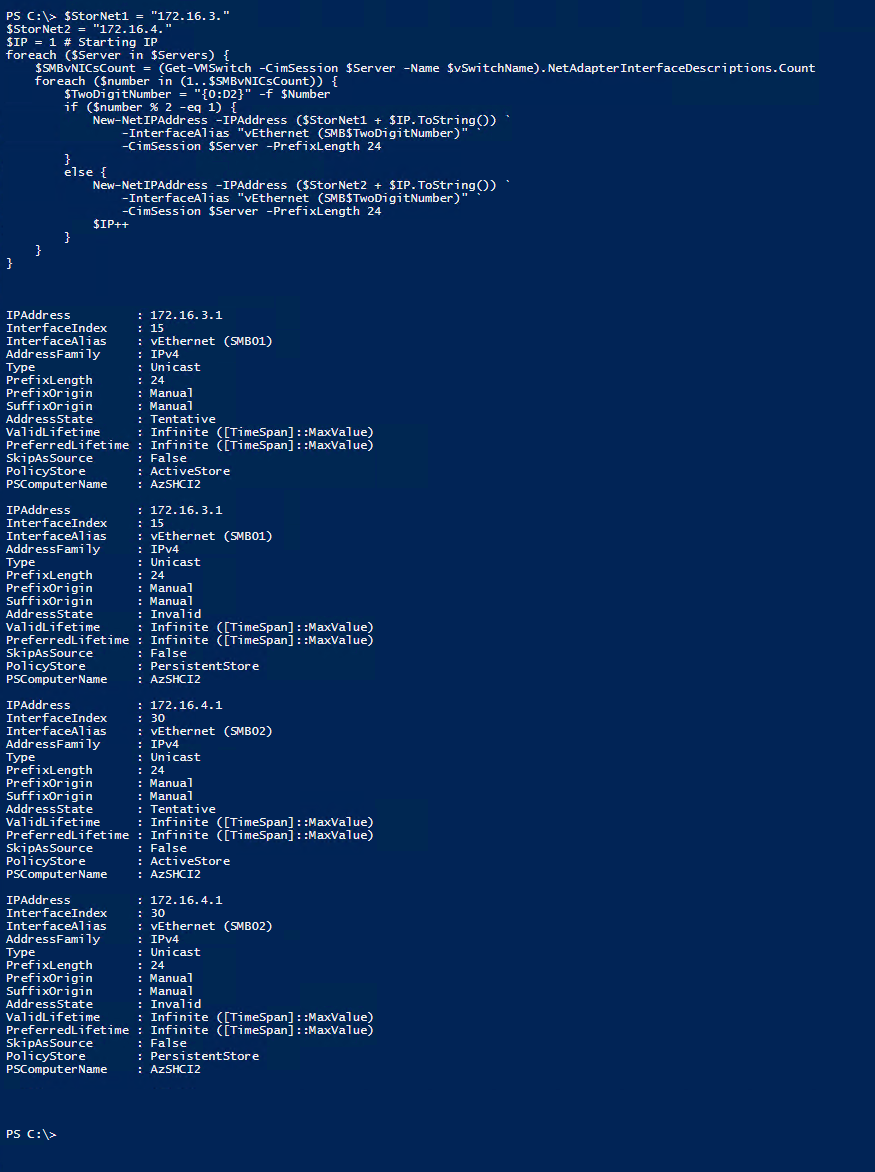 PS C:\> $StorNet1 = "172.16.3."
$StorNet2 = "172.16.4."
$IP = 1 # Starting IP
foreach ($Server in $Servers) {
    $SMBvNICsCount = (Get-VMSwitch -CimSession $Server -Name $vSwitchName).NetAdapterInterfaceDescriptions.Count
    foreach ($number in (1..$SMBvNICsCount)) {
        $TwoDigitNumber = "{0:D2}" -f $Number
        if ($number % 2 -eq 1) {
            New-NetIPAddress -IPAddress ($StorNet1 + $IP.ToString()) `
                -InterfaceAlias "vEthernet (SMB$TwoDigitNumber)" `
                -CimSession $Server -PrefixLength 24
        }
        else {
            New-NetIPAddress -IPAddress ($StorNet2 + $IP.ToString()) `
                -InterfaceAlias "vEthernet (SMB$TwoDigitNumber)" `
                -CimSession $Server -PrefixLength 24
            $IP++
        }
    }
}
IPAddress         : 172.16.3.1
InterfaceIndex    : 15
InterfaceAlias    : vEthernet (SMB01)
AddressFamily     : IPv4
Type              : Unicast
PrefixLength      : 24
PrefixOrigin      : Manual
SuffixOrigin      : Manual
AddressState      : Tentative
ValidLifetime     : Infinite ([TimeSpan]::MaxValue)
PreferredLifetime : Infinite ([TimeSpan]::MaxValue)
SkipAsSource      : False
PolicyStore       : ActiveStore
PSComputerName    : AzSHCI2
IPAddress         : 172.16.3.1
InterfaceIndex    : 15
InterfaceAlias    : vEthernet (SMB01)
AddressFamily     : IPv4
Type              : Unicast
PrefixLength      : 24
PrefixOrigin      : Manual
SuffixOrigin      : Manual
AddressState      : Invalid
ValidLifetime     : Infinite ([TimeSpan]::MaxValue)
PreferredLifetime : Infinite ([TimeSpan]::MaxValue)
SkipAsSource      : False
PolicyStore       : PersistentStore
PSComputerName    : AzSHCI2
IPAddress         : 172.16.4.1
InterfaceIndex    : 30
InterfaceAlias    : vEthernet (SMB02)
AddressFamily     : IPv4
Type              : Unicast
PrefixLength      : 24
PrefixOrigin      : Manual
SuffixOrigin      : Manual
AddressState      : Tentative
ValidLifetime     : Infinite ([TimeSpan]::MaxValue)
PreferredLifetime : Infinite ([TimeSpan]::MaxValue)
SkipAsSource      : False
PolicyStore       : ActiveStore
PSComputerName    : AzSHCI2
IPAddress         : 172.16.4.1
InterfaceIndex    : 30
InterfaceAlias    : vEthernet (SMB02)
AddressFamily     : IPv4
Type              : Unicast
PrefixLength      : 24
PrefixOrigin      : Manual
SuffixOrigin      : Manual
AddressState      : Invalid
ValidLifetime     : Infinite ([TimeSpan]::MaxValue)
PreferredLifetime : Infinite ([TimeSpan]::MaxValue)
SkipAsSource      : False
PolicyStore       : PersistentStore
PSComputerName    : AzSHCI2
PS C:\>